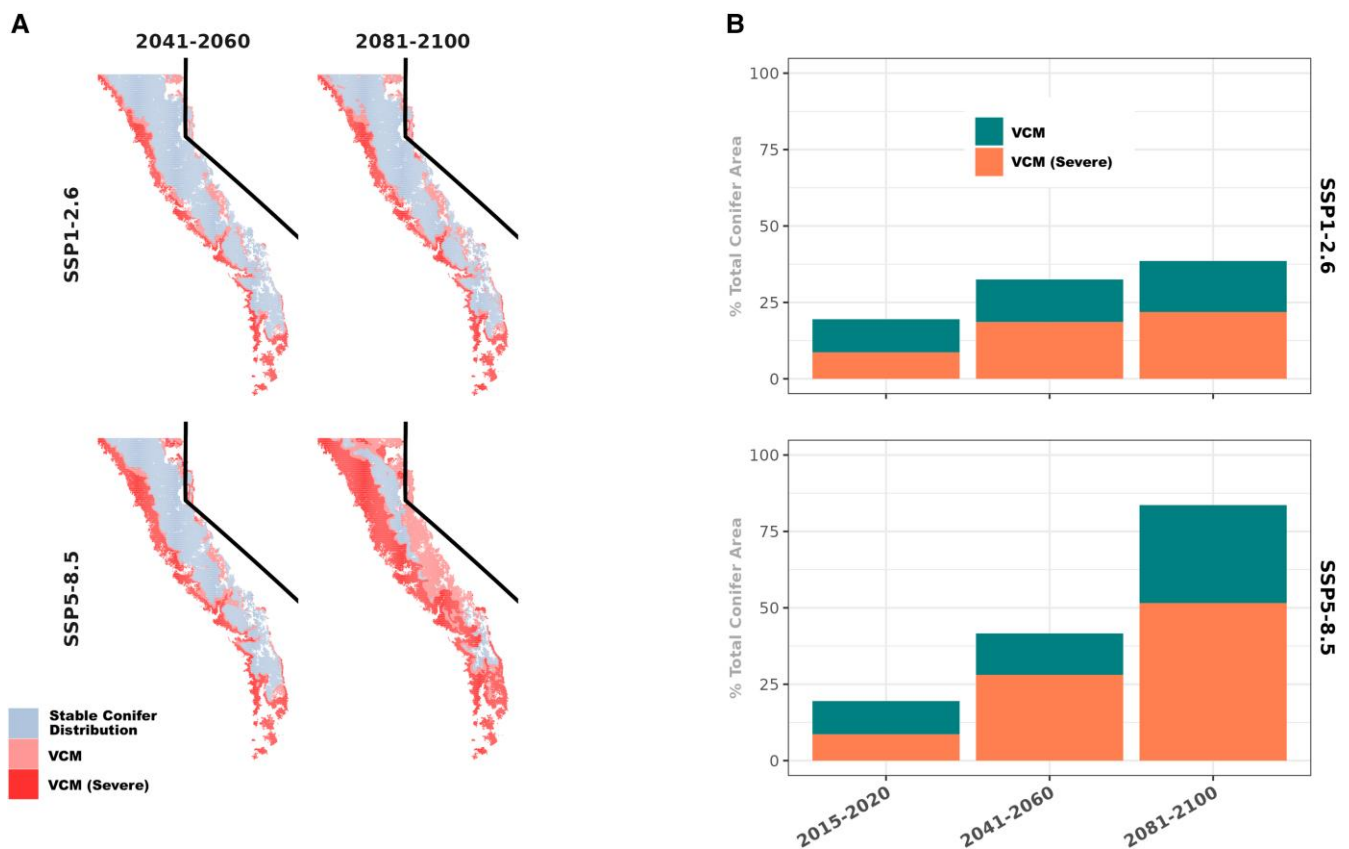 A
2041-2060
2081-2100
SSP1-2.6
SSP5-8.5
Stable Conifer
Distribution
VCM
VCM (Severe)
B
100
75
50
25
0
% Total Conifer Area
VCM
VCM (Severe)
SSP1-2.6
100
75
50
25
0
% Total Conifer Area
SSP5-8.5
2015-2020
2041-2060
2081-2100